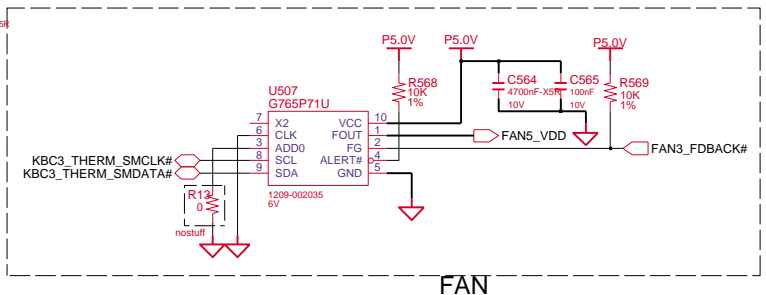 5R
P5.0V
P5.0V
P5.0V
R568
10K
1%
C564
4700nF-X5R
10V
C565
100nF
10V
R569
10K
1%
U507
G765P71U
7 X2 VCC 10
6 CLK FOUT 1
3 ADD0 FG 2
8 SCL ALERT# 4
9 SDA GND 5
FAN5_VDD
FAN3_FDBACK#
KBC3_THERM_SMCLK#
KBC3_THERM_SMDATA#
R13
0
nostuff
1209-002035
6V
FAN